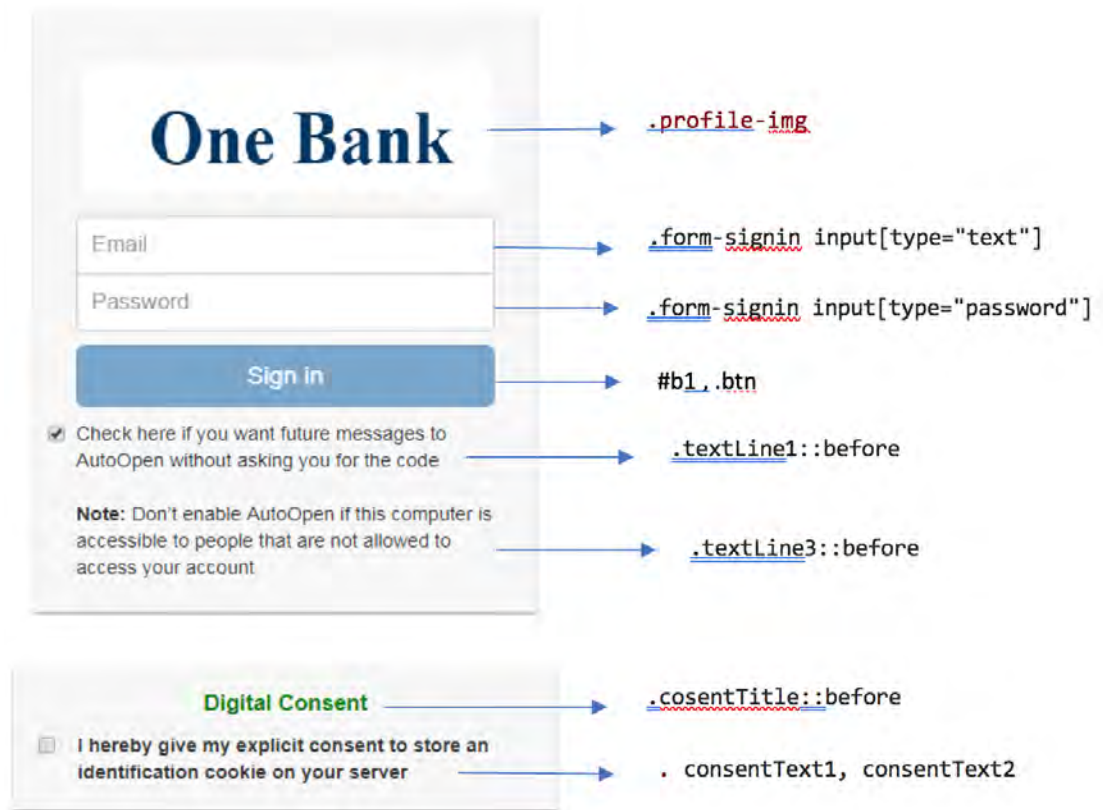 One Bank
.profile-img
Email
.form-signin input[type="text"]
Password
.form-signin input[type="password"]
Sign in
#b1,.btn
Check here if you want future messages to
AutoOpen without asking you for the code
.textLine1::before
Note: Don't enable AutoOpen if this computer is
accessible to people that are not allowed to
access your account
.textLine3::before
Digital Consent
.cosentTitle::before
I hereby give my explicit consent to store an
identification cookie on your server
. consentText1, consentText2